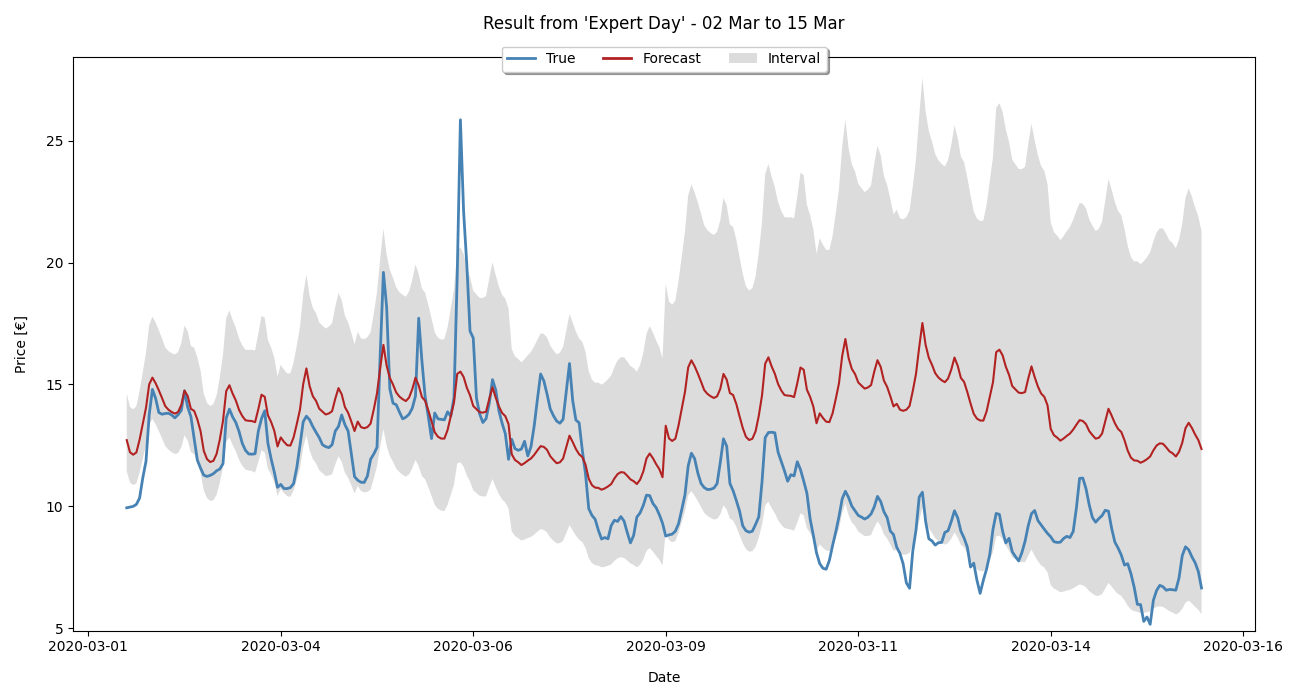 Result from 'Expert Day' - 02 Mar to 15 Mar
True Forecast Interval
Price [€]
25
20
15
10
5
2020-03-01 2020-03-04 2020-03-06 2020-03-09 2020-03-11 2020-03-14 2020-03-16
Date